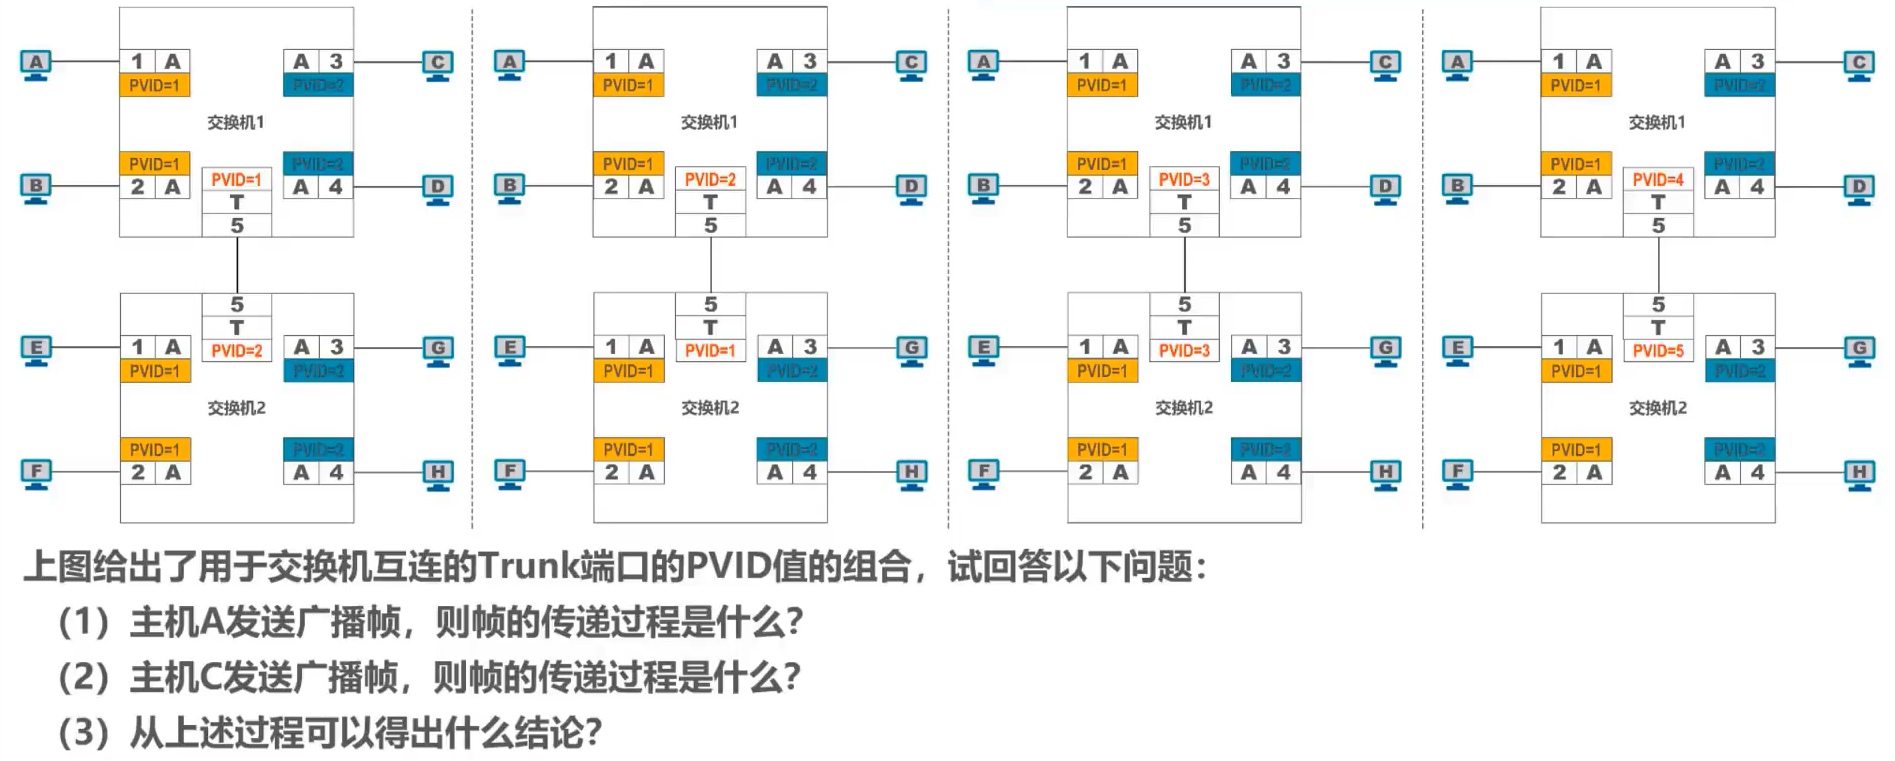 A 1 A A 3 C A 1 A A 3 C A 1 A A 3 C A 1 A A 3 C
PVID=1 PVID=2 PVID=1 PVID=2 PVID=1 PVID=2 PVID=1 PVID=2
交换机1 交换机1 交换机1 交换机1
PVID=1 PVID=2 PVID=1 PVID=2 PVID=1 PVID=2 PVID=1 PVID=2
PVID=1 PVID=2 PVID=3 PVID=4
B 2 A A 4 D B 2 A A 4 D B 2 A A 4 D B 2 A A 4 D
T T T T
5 5 5 5
5 5 5 5
T T T T
E 1 A PVID=2 A 3 G E 1 A PVID=1 A 3 G E 1 A PVID=3 A 3 G E 1 A PVID=5 A 3 G
PVID=1 PVID=2 PVID=1 PVID=2 PVID=1 PVID=2 PVID=1 PVID=2
交换机2 交换机2 交换机2 交换机2
PVID=1 PVID=2 PVID=1 PVID=2 PVID=1 PVID=2 PVID=1 PVID=2
F 2 A A 4 H F 2 A A 4 H F 2 A A 4 H F 2 A A 4 H
上图给出了用于交换机互连的Trunk端口的PVID值的组合，试回答以下问题：
（1）主机A发送广播帧，则帧的传递过程是什么？
（2）主机C发送广播帧，则帧的传递过程是什么？
（3）从上述过程可以得出什么结论？